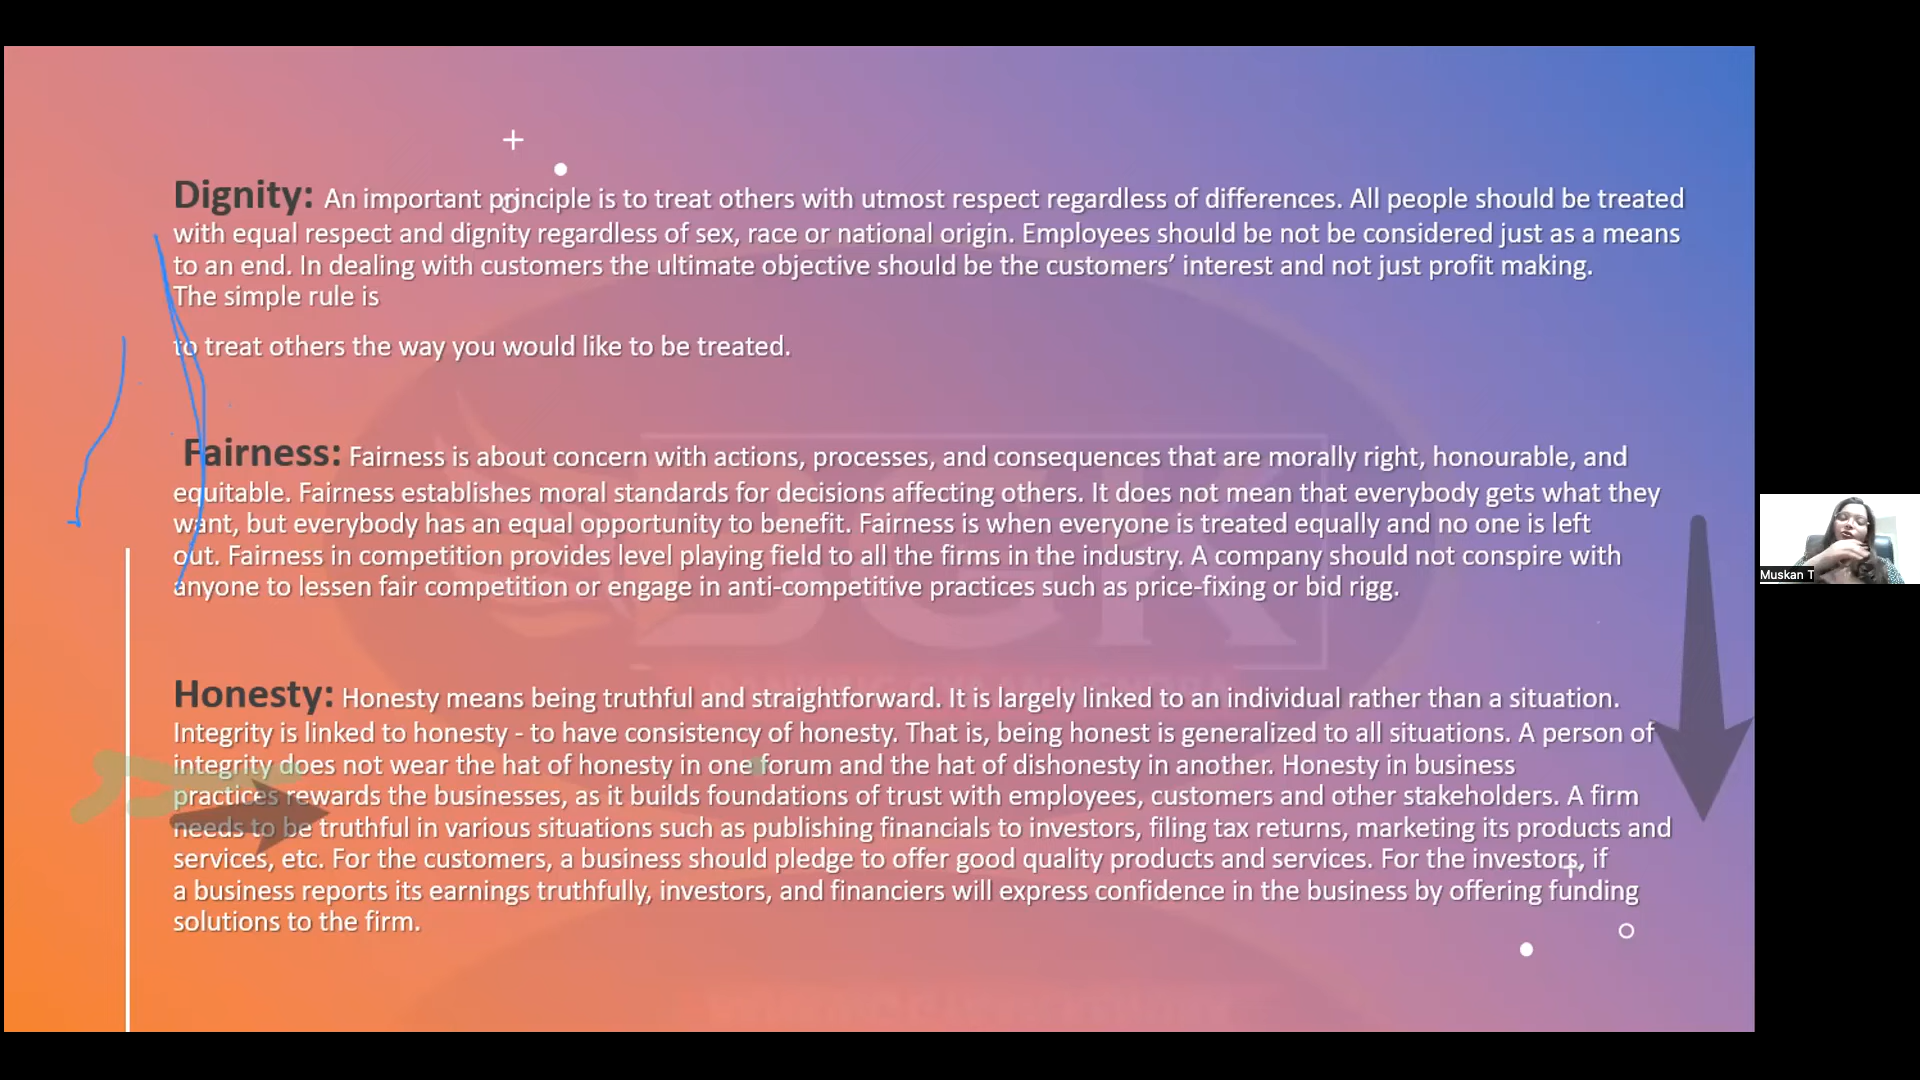 Dignity: An important principle is to treat others with utmost respect regardless of differences. All people should be treated
with equal respect and dignity regardless of sex, race or national origin. Employees should be not be considered just as a means
to an end. In dealing with customers the ultimate objective should be the customers’ interest and not just profit making.
The simple rule is
to treat others the way you would like to be treated.
Fairness: Fairness is about concern with actions, processes, and consequences that are morally right, honourable, and
equitable. Fairness establishes moral standards for decisions affecting others. It does not mean that everybody gets what they
want, but everybody has an equal opportunity to benefit. Fairness is when everyone is treated equally and no one is left
out. Fairness in competition provides level playing field to all the firms in the industry. A company should not conspire with
anyone to lessen fair competition or engage in anti-competitive practices such as price-fixing or bid rigg.
Honesty: Honesty means being truthful and straightforward. It is largely linked to an individual rather than a situation.
Integrity is linked to honesty - to have consistency of honesty. That is, being honest is generalized to all situations. A person of
integrity does not wear the hat of honesty in one forum and the hat of dishonesty in another. Honesty in business
practices rewards the businesses, as it builds foundations of trust with employees, customers and other stakeholders. A firm
needs to be truthful in various situations such as publishing financials to investors, filing tax returns, marketing its products and
services, etc. For the customers, a business should pledge to offer good quality products and services. For the investors, if
a business reports its earnings truthfully, investors, and financiers will express confidence in the business by offering funding
solutions to the firm.
Muskan T